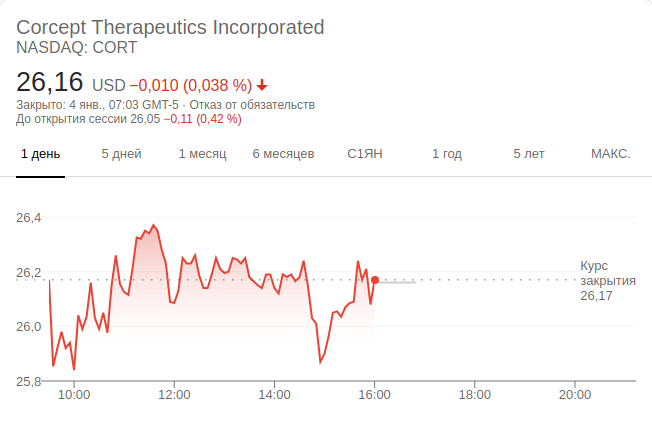 Corcept Therapeutics Incorporated
NASDAQ: CORT
26,16 USD −0,010 (0,038 %)
Закрыто: 4 янв., 07:03 GMT-5 · Отказ от обязательств
До открытия сессии 26,05 −0,11 (0,42 %)
1 день 5 дней 1 месяц 6 месяцев С1ЯН 1 год 5 лет МАКС.
26,4
26,2
26,0
25,8
Курс
закрытия
26,17
10:00 12:00 14:00 16:00 18:00 20:00